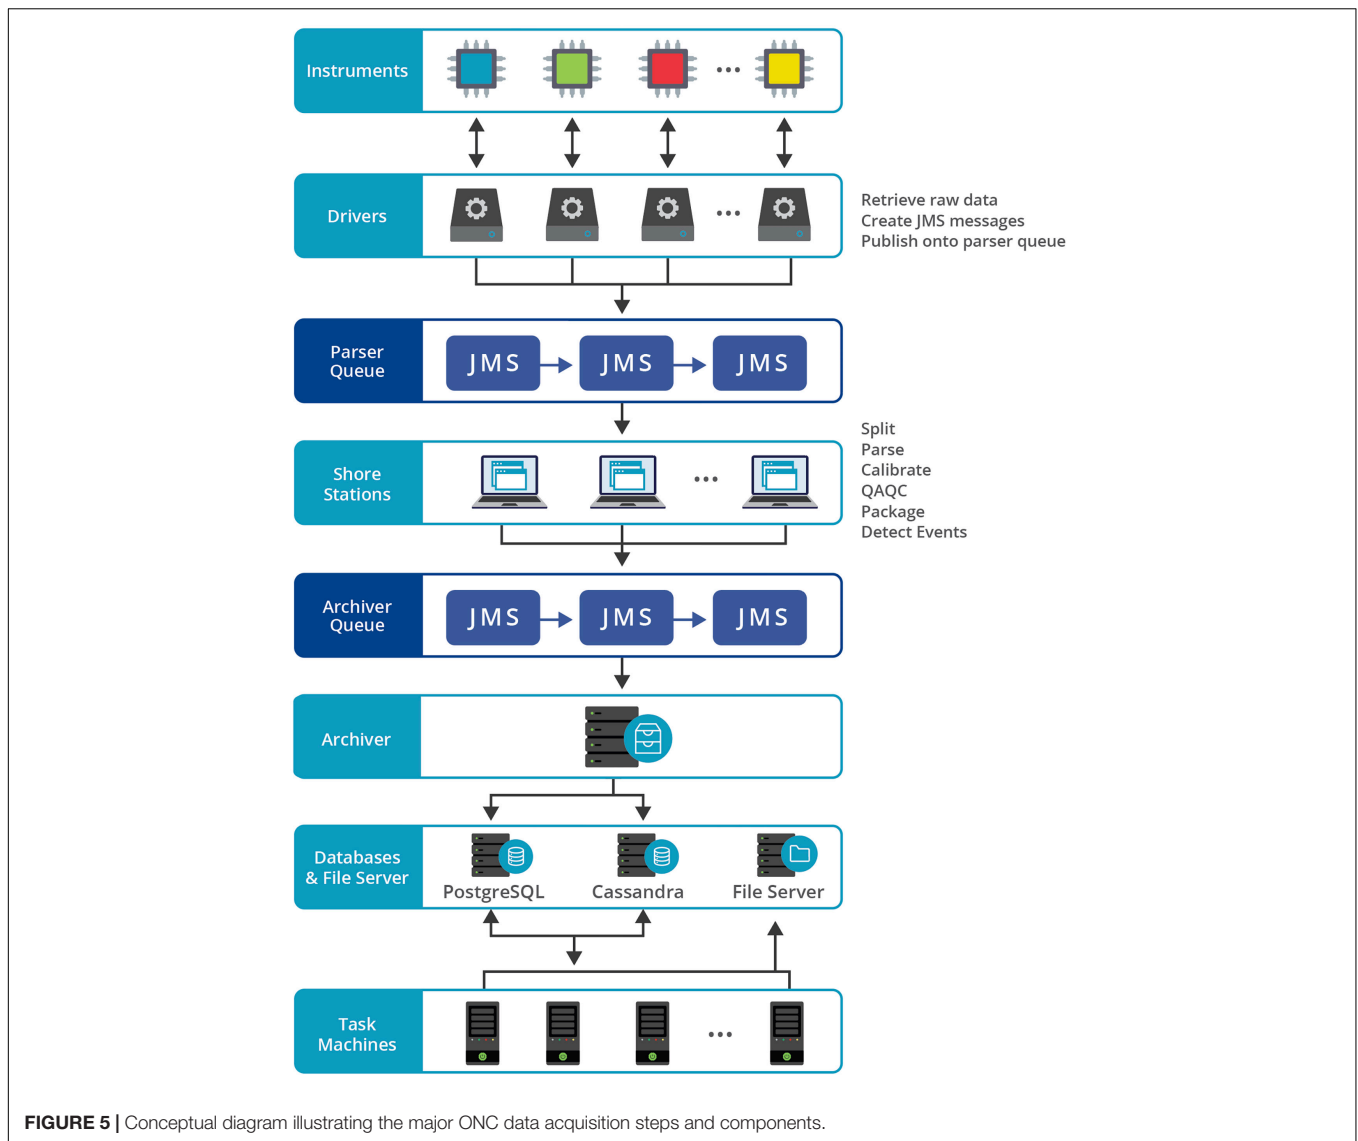 Instruments
Drivers
Retrieve raw data
Create JMS messages
Publish onto parser queue
Parser
Queue
JMS
JMS
JMS
Shore
Stations
Split
Parse
Calibrate
QAQC
Package
Detect Events
Archiver
Queue
JMS
JMS
JMS
Archiver
Databases
& File Server
PostgreSQL
Cassandra
File Server
Task
Machines
FIGURE 5 | Conceptual diagram illustrating the major ONC data acquisition steps and components.